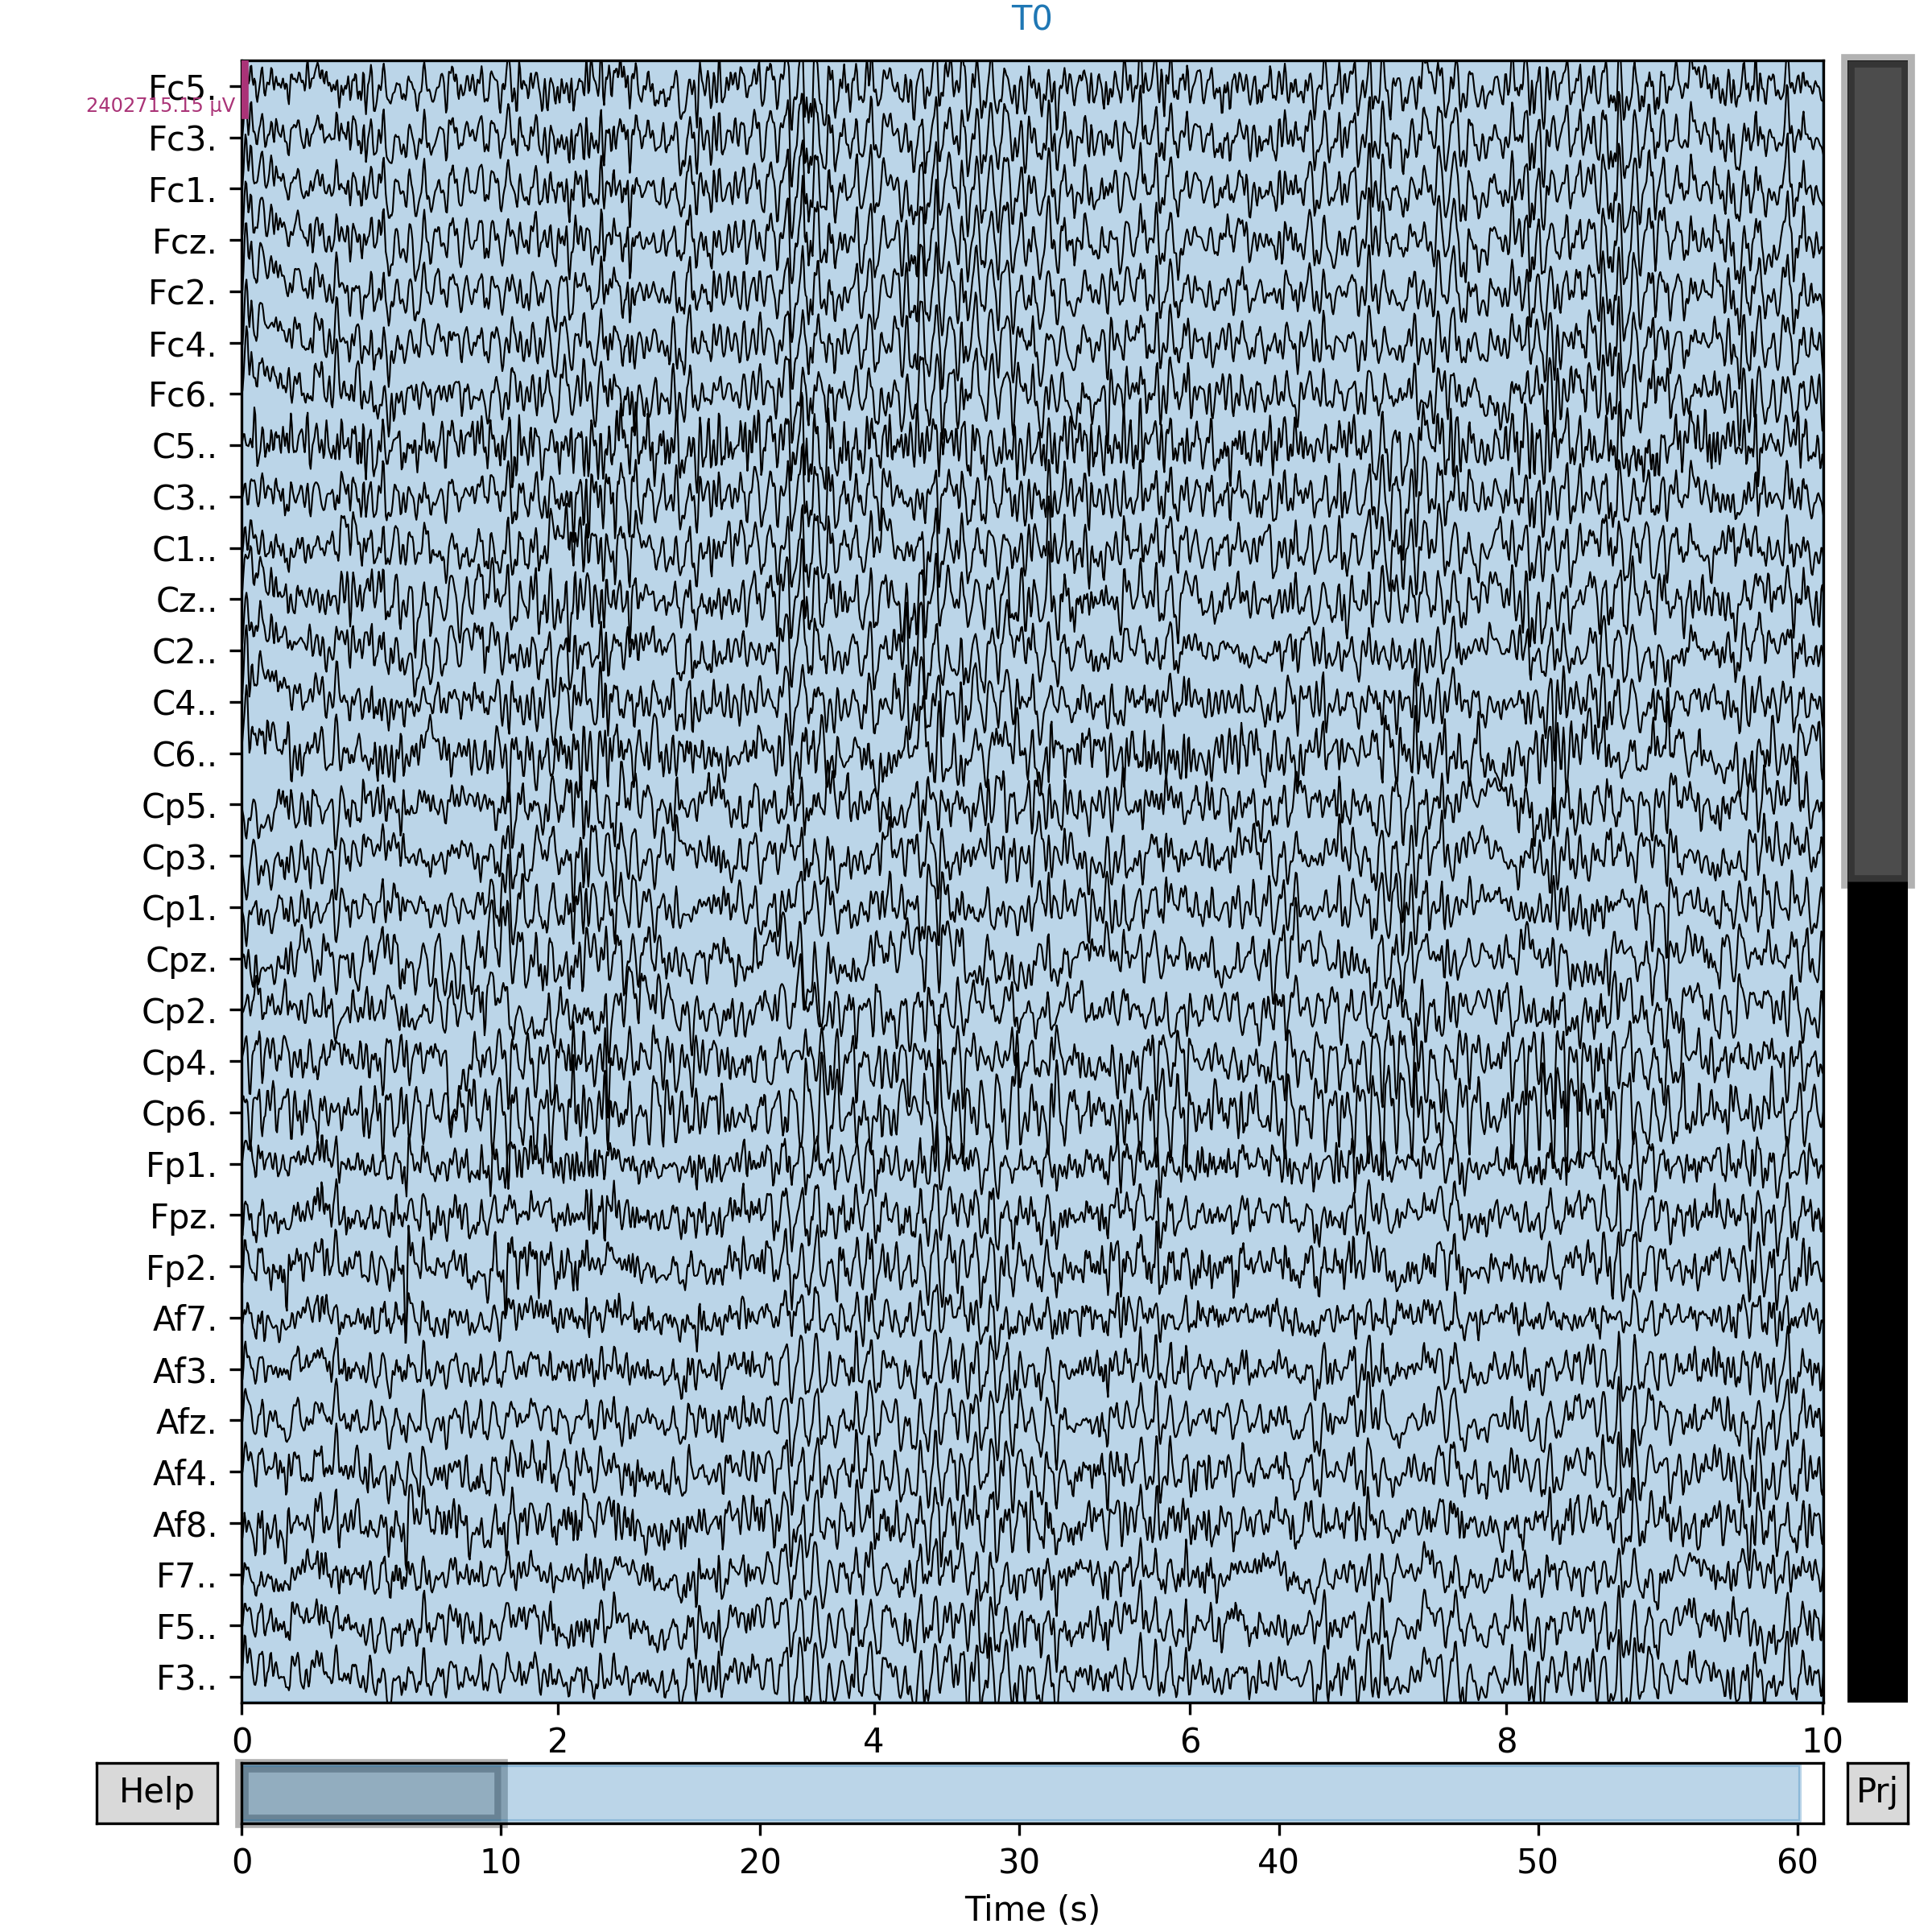 T0
Fc5.
2402715.15 µV
Fc3.
Fc1.
Fcz.
Fc2.
Fc4.
Fc6.
C5..
C3..
C1..
Cz..
C2..
C4..
C6..
Cp5.
Cp3.
Cp1.
Cpz.
Cp2.
Cp4.
Cp6.
Fp1.
Fpz.
Fp2.
Af7.
Af3.
Afz.
Af4.
Af8.
F7..
F5..
F3..
0 2 4 6 8 10
Help Prj
0 10 20 30 40 50 60
Time (s)